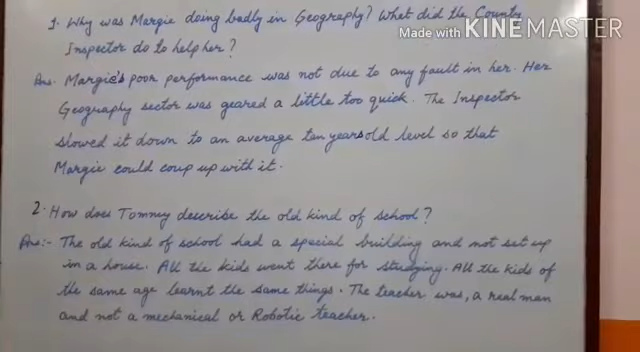 Made with KINEMASTER
1. Why was Margie doing badly in Geography? What did the County
Inspector do to help her?
Ans. Margie's poor performance was not due to any fault in her. Her
Geography sector was geared a little too quick. The Inspector
slowed it down to an average ten years old level so that
Margie could coup up with it.
2. How does Tommy describe the old kind of school?
Ans:- The old kind of school had a special building and not set up
in a house. All the kids went there for studying. All the kids of
the same age learnt the same things. The teacher was, a real man
and not a mechanical or Robotic teacher.